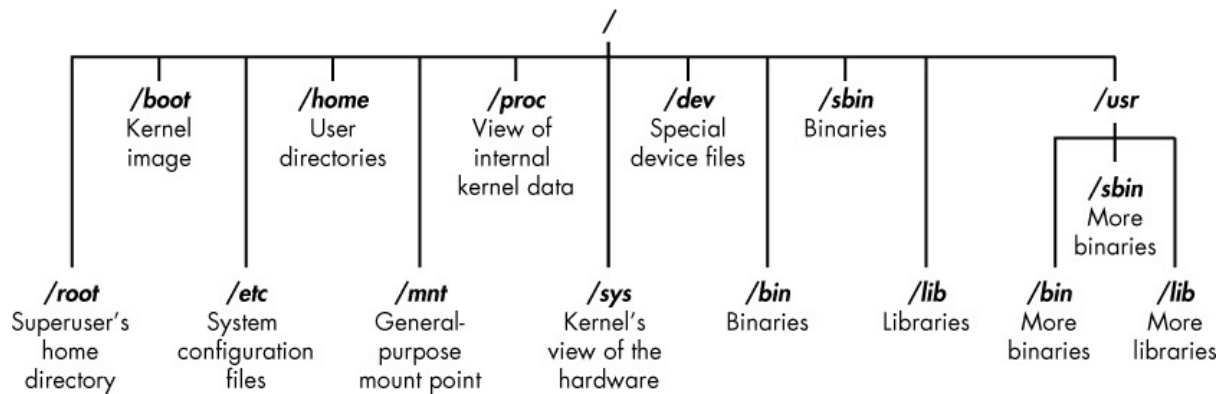 /
/boot
Kernel
image
/home
User
directories
/proc
View of
internal
kernel data
/dev
Special
device files
/sbin
Binaries
/usr
/sbin
More
binaries
/root
Superuser's
home
directory
/etc
System
configuration
files
/mnt
General-
purpose
mount point
/sys
Kernel's
view of the
hardware
/bin
Binaries
/lib
Libraries
/bin
More
binaries
/lib
More
libraries